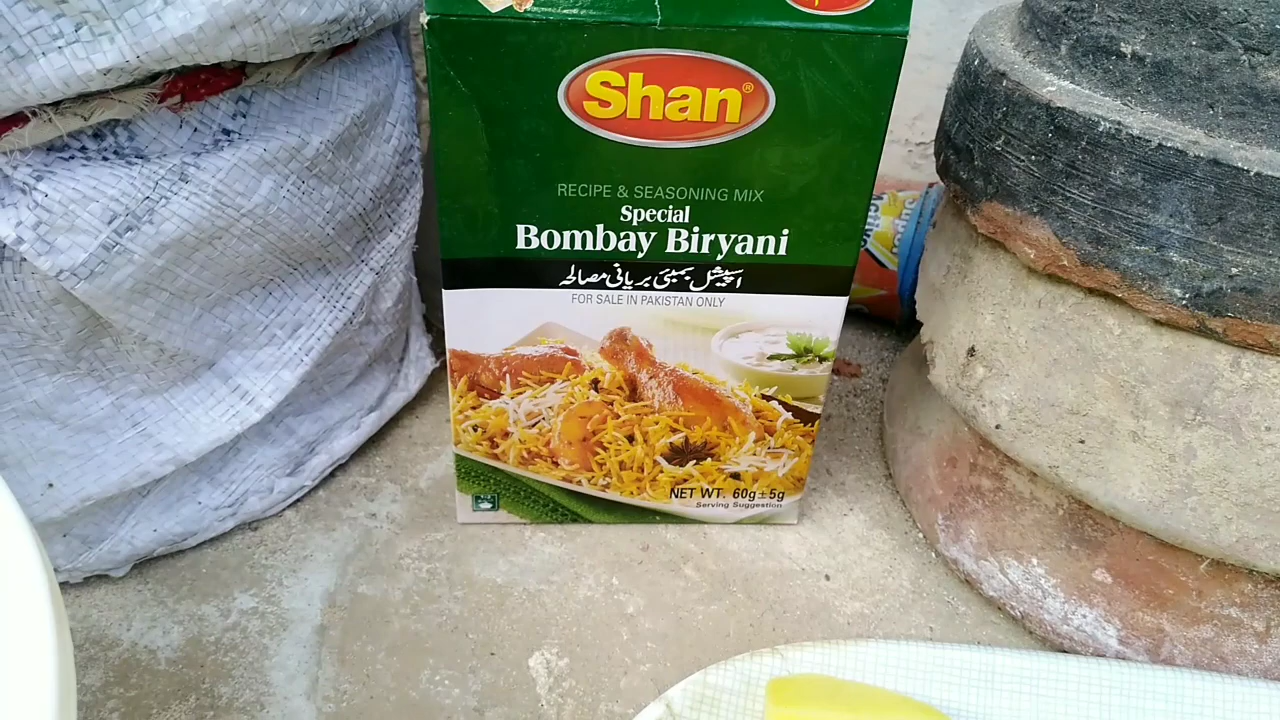 Shan®
RECIPE & SEASONING MIX
Special
Bombay Biryani
اسپیشل بمبئی بریانی مصالحہ
FOR SALE IN PAKISTAN ONLY
NET WT. 60g±5g
Serving Suggestion
Super